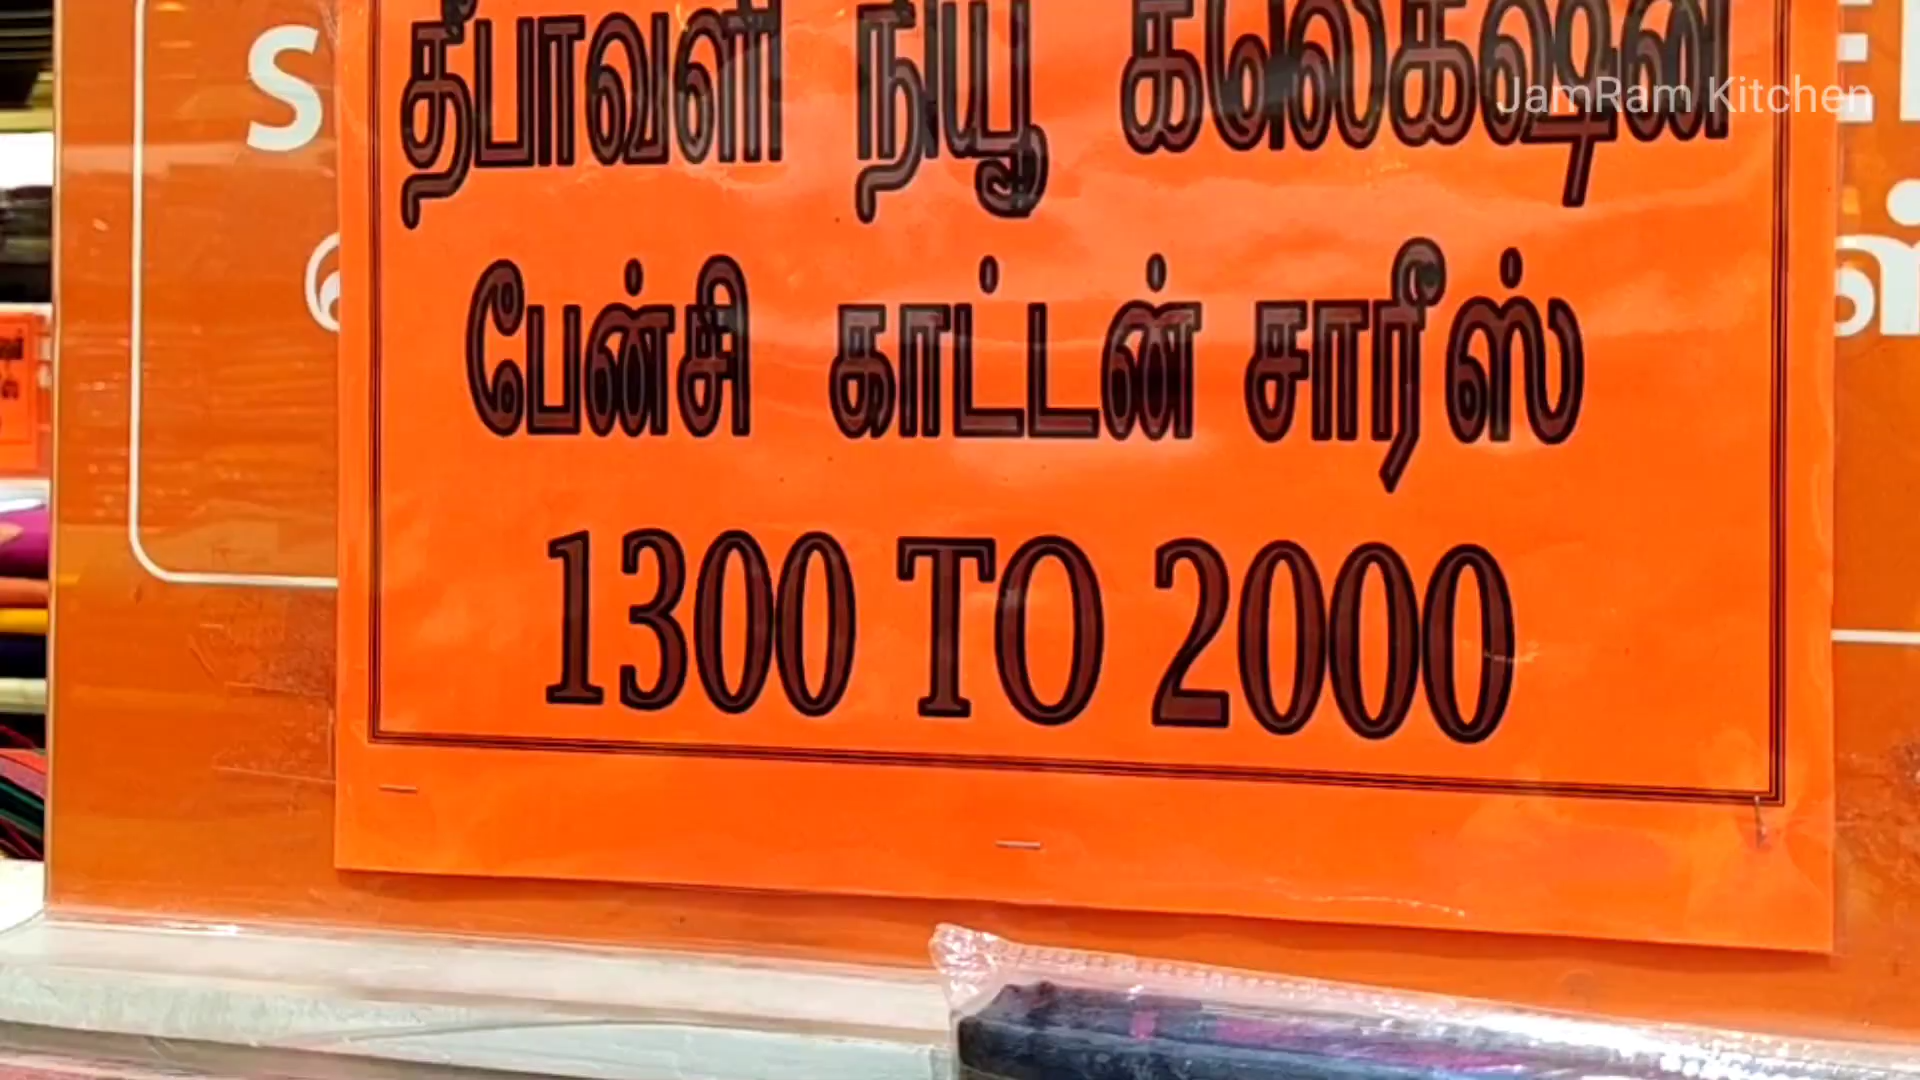 JamRam Kitchen
தீபாவளி நியூ கலெக்ஷன்
பேன்சி காட்டன் சாரீஸ்
1300 TO 2000